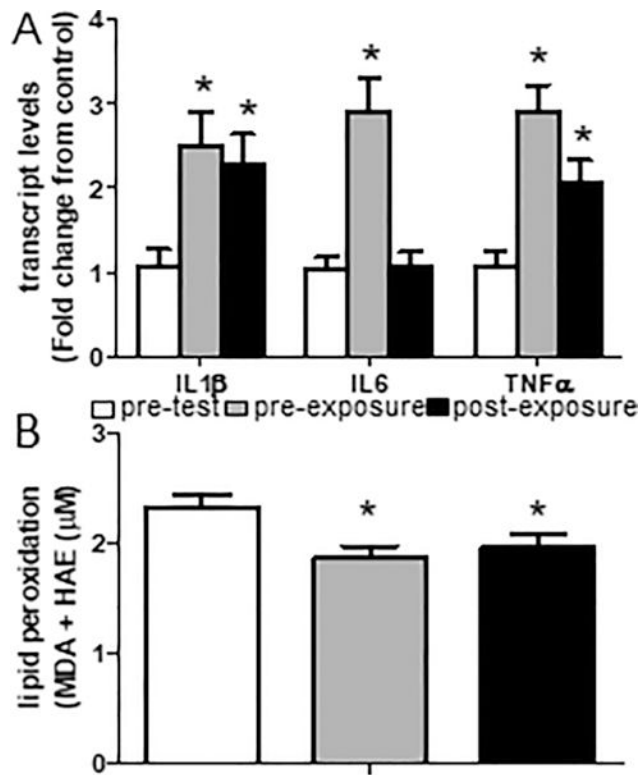 A
transcript levels
(Fold change from control)
4
3
2
1
0
* * * * *
IL1β IL6 TNFα
pre-test pre-exposure post-exposure
B
lipid peroxidation
(MDA + HAE (μM)
3
2
1
0
* *